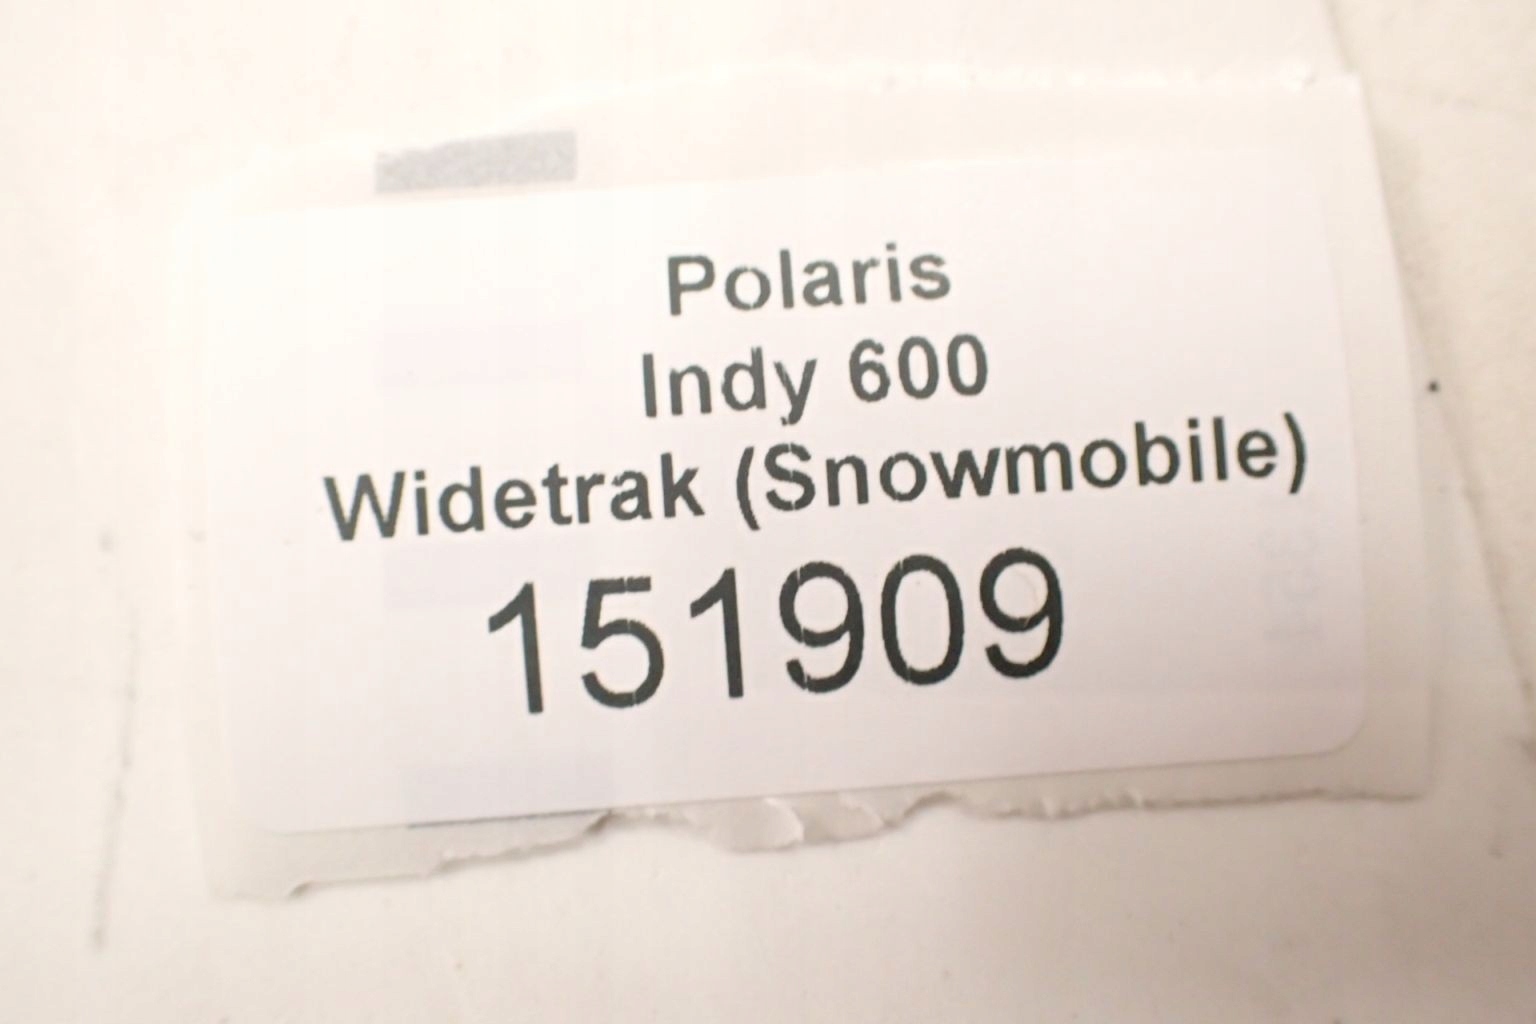 Polaris
Indy 600
Widetrak (Snowmobile)
151909